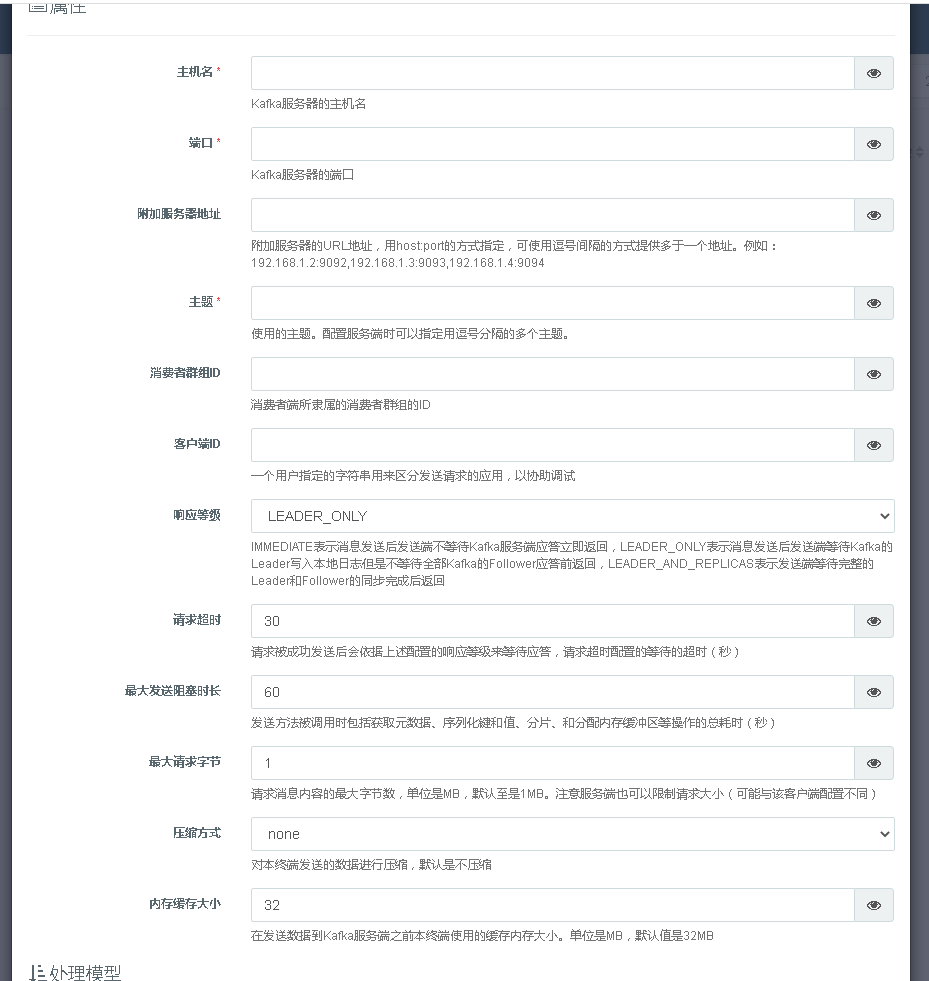 属性
主机名 *
Kafka服务器的主机名
端口 *
Kafka服务器的端口
附加服务器地址
附加服务器的URL地址，用host:port的方式指定，可使用逗号间隔的方式提供多于一个地址。例如：
192.168.1.2:9092,192.168.1.3:9093,192.168.1.4:9094
主题 *
使用的主题。配置服务端时可以指定用逗号分隔的多个主题。
消费者群组ID
消费者端所隶属的消费者群组的ID
客户端ID
一个用户指定的字符串用来区分发送请求的应用，以协助调试
响应等级
LEADER_ONLY
IMMEDIATE表示消息发送后发送端不等待Kafka服务端应答立即返回，LEADER_ONLY表示消息发送后发送端等待Kafka的
Leader写入本地日志但是不等待全部Kafka的Follower应答前返回，LEADER_AND_REPLICAS表示发送端等待完整的
Leader和Follower的同步完成后返回
请求超时
30
请求被成功发送后会依据上述配置的响应等级来等待应答，请求超时配置的等待的超时（秒）
最大发送阻塞时长
60
发送方法被调用时包括获取元数据、序列化键和值、分片、和分配内存缓冲区等操作的总耗时（秒）
最大请求字节
1
请求消息内容的最大字节数，单位是MB，默认至是1MB。注意服务端也可以限制请求大小（可能与该客户端配置不同）
压缩方式
none
对本终端发送的数据进行压缩，默认是不压缩
内存缓存大小
32
在发送数据到Kafka服务端之前本终端使用的缓存内存大小。单位是MB，默认值是32MB
处理模型